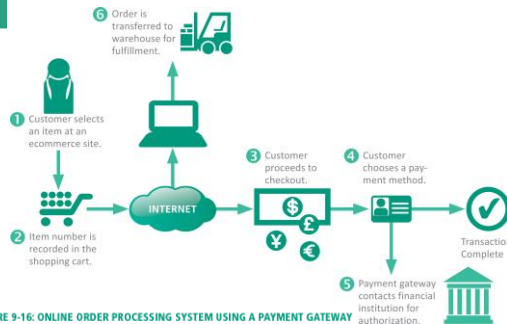 6 Order is
transferred to
warehouse for
fulfillment.
1 Customer selects
an item at an
ecommerce site.
2 Item number is
recorded in the
shopping cart.
INTERNET
3 Customer
proceeds to
checkout.
$
£
¥
€
4 Customer
chooses a pay-
ment method.
Complete
5 Payment gateway
contacts financial
institution for
authorization.
9-16: ONLINE ORDER PROCESSING SYSTEM USING A PAYMENT GATEWAY